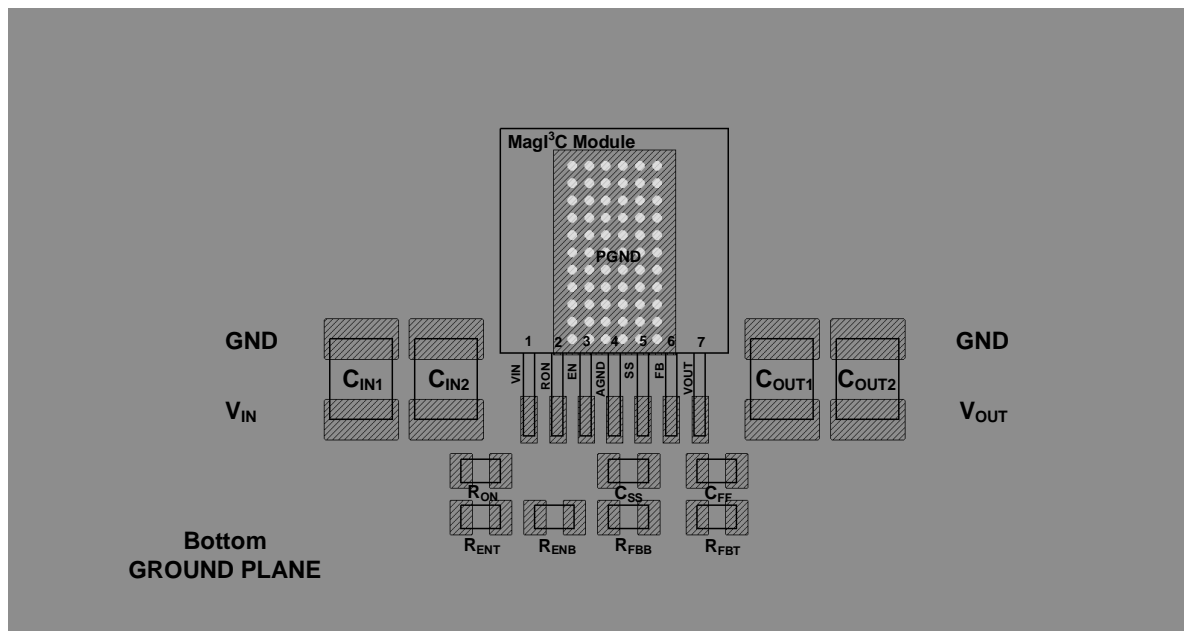 MagI³C Module
PGND
1 2 3 4 5 6 7
VIN RON EN AGND SS FB VOUT
GND GND
CIN1 CIN2 COUT1 COUT2
VIN VOUT
RON CSS CFF
RENT RENB RFBB RFBT
Bottom
GROUND PLANE